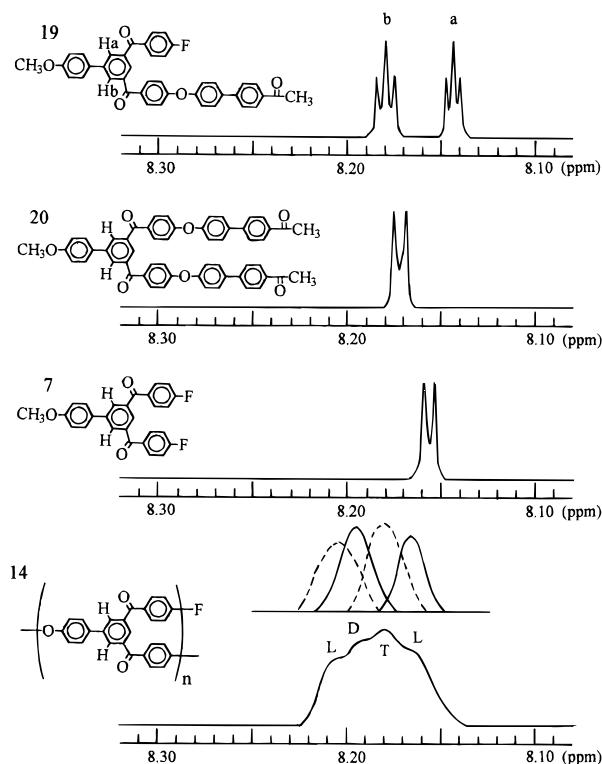 19
b
a
Ha
O
F
CH₃O
Hb
O
O
O
CH₃
8.30
8.20
8.10 (ppm)
20
H
O
O
O
CH₃
CH₃O
H
O
O
O
CH₃
8.30
8.20
8.10 (ppm)
7
H
O
F
CH₃O
H
O
F
8.30
8.20
8.10 (ppm)
14
H
O
F
O
H
O
n
L
D
T
L
8.30
8.20
8.10 (ppm)